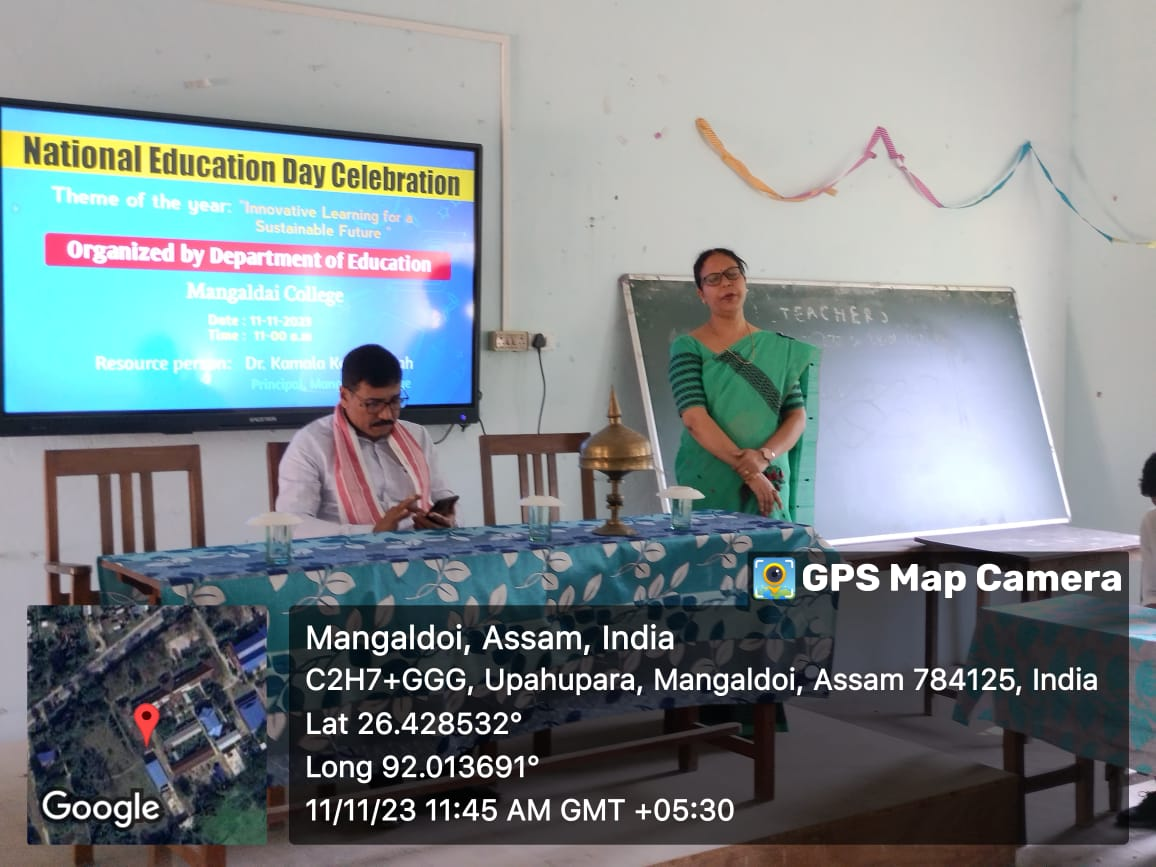 National Education Day Celebration
Theme of the year: "Innovative Learning for a
Sustainable Future"
Organized by Department of Education
Mangaldai College
Date : 11-11-2023
Time : 11-00 a.m
Resource person: Dr. Kamala
Principal,
TEACHERS
GPS Map Camera
Mangaldoi, Assam, India
C2H7+GGG, Upahupara, Mangaldoi, Assam 784125, India
Lat 26.428532°
Long 92.013691°
11/11/23 11:45 AM GMT +05:30
Google